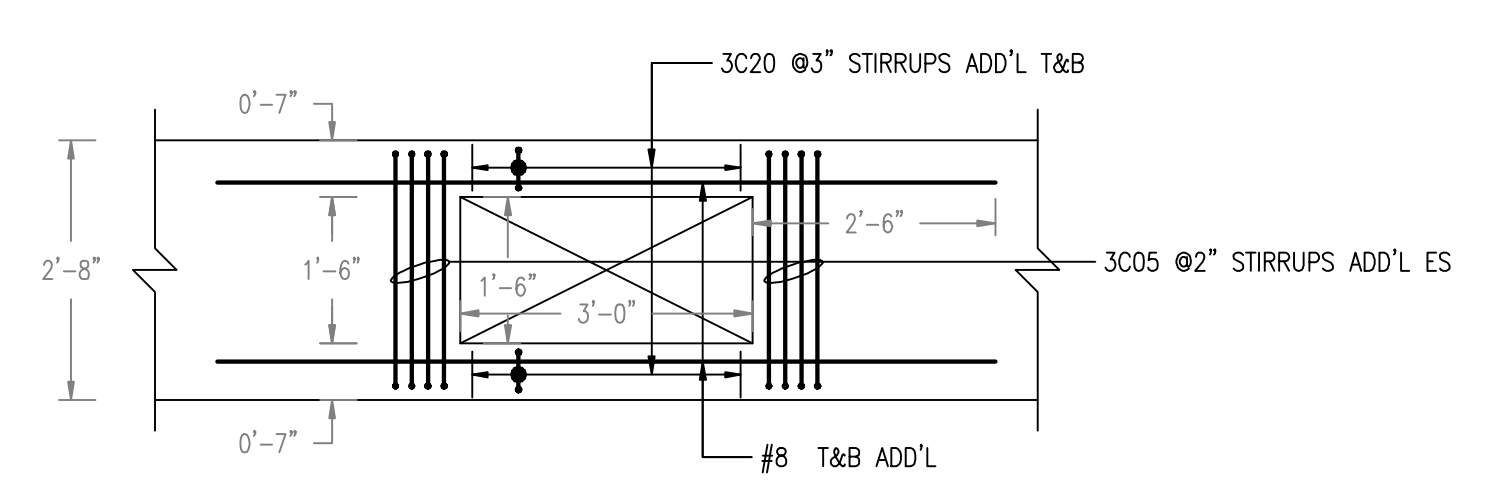 3C20 @3” STIRRUPS ADD'L T&B
0'-7”
2'-6”
2'-8”
1'-6”
3C05 @2” STIRRUPS ADD'L ES
1'-6”
3'-0”
0'-7”
#8 T&B ADD'L